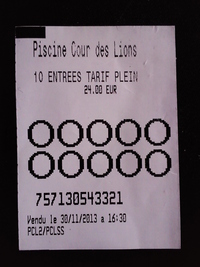 Piscine Cour des Lions
10 ENTREES TARIF PLEIN
24.00 EUR
757130543321
Vendu le 30/11/2013 a 16:30
PCL2/PCLSS